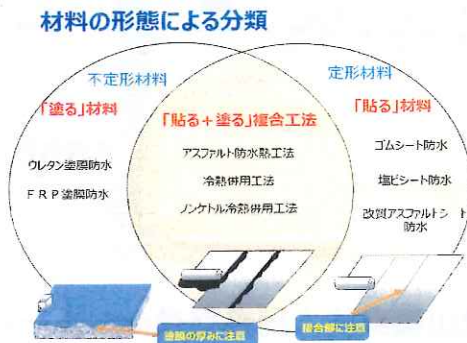 材料の形態による分類
不定形材料
「塗る」材料
ウレタン塗膜防水
ＦＲＰ塗膜防水
「貼る＋塗る」複合工法
アスファルト防水熱工法
冷熱併用工法
ノンケトル冷熱併用工法
定形材料
「貼る」材料
ゴムシート防水
塩ビシート防水
改質アスファルトシート
防水
塗膜の厚みに注意
接合部に注意